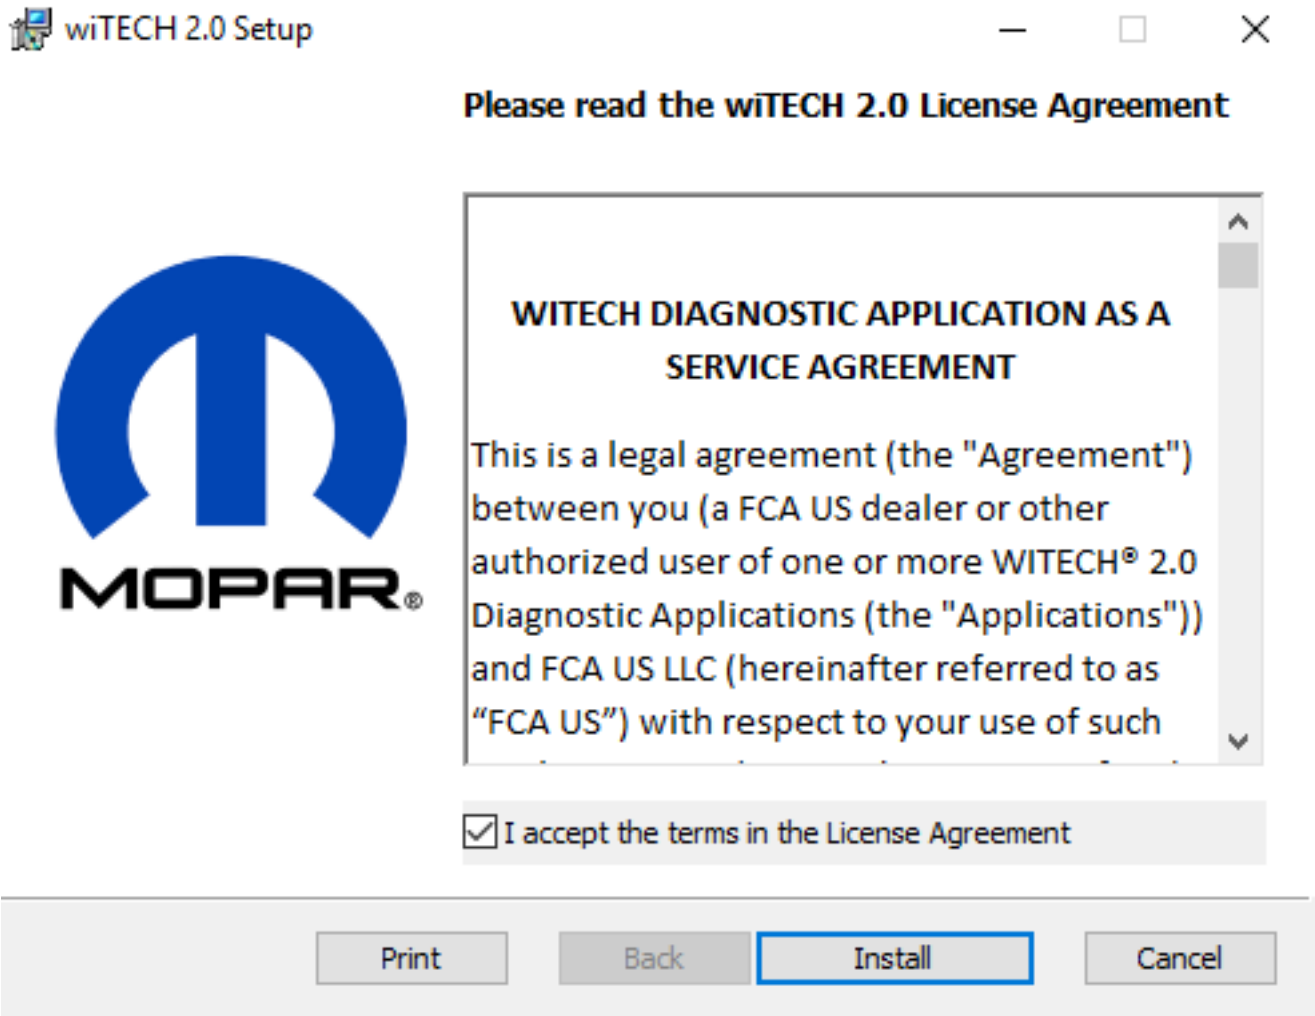 wiTECH 2.0 Setup
Please read the wiTECH 2.0 License Agreement
WITECH DIAGNOSTIC APPLICATION AS A
SERVICE AGREEMENT
This is a legal agreement (the "Agreement")
between you (a FCA US dealer or other
authorized user of one or more WITECH® 2.0
Diagnostic Applications (the "Applications"))
and FCA US LLC (hereinafter referred to as
“FCA US”) with respect to your use of such
MOPAR®
I accept the terms in the License Agreement
Print
Back
Install
Cancel